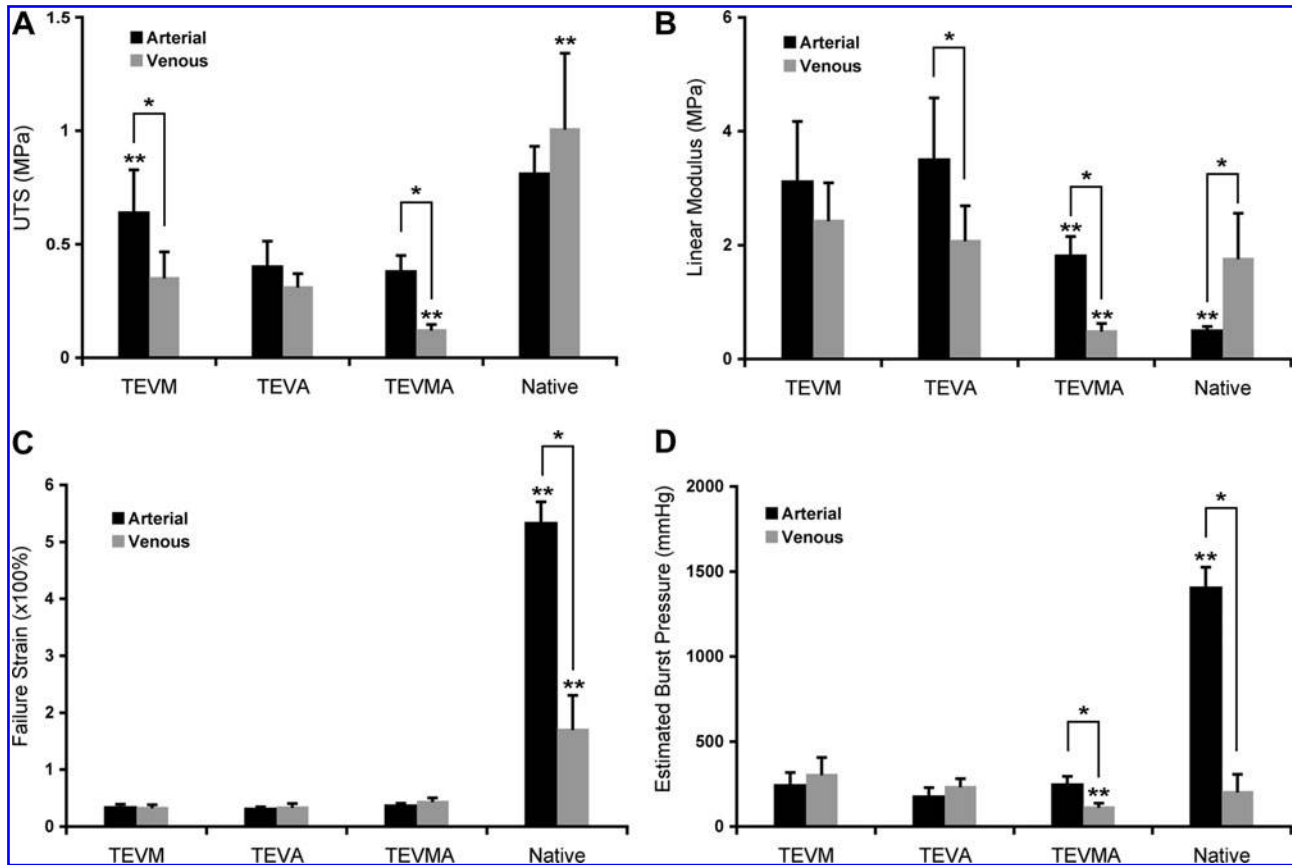 A
UTS (MPa)
1.5
1
0.5
0
Arterial
Venous
*
**
*
**
**
TEVM
TEVA
TEVMA
Native
B
Linear Modulus (MPa)
6
4
2
0
Arterial
Venous
*
*
**
**
*
**
TEVM
TEVA
TEVMA
Native
C
Failure Strain (x100%)
6
5
4
3
2
1
0
Arterial
Venous
*
**
**
TEVM
TEVA
TEVMA
Native
D
Estimated Burst Pressure (mmHg)
2000
1500
1000
500
0
Arterial
Venous
*
**
*
**
TEVM
TEVA
TEVMA
Native